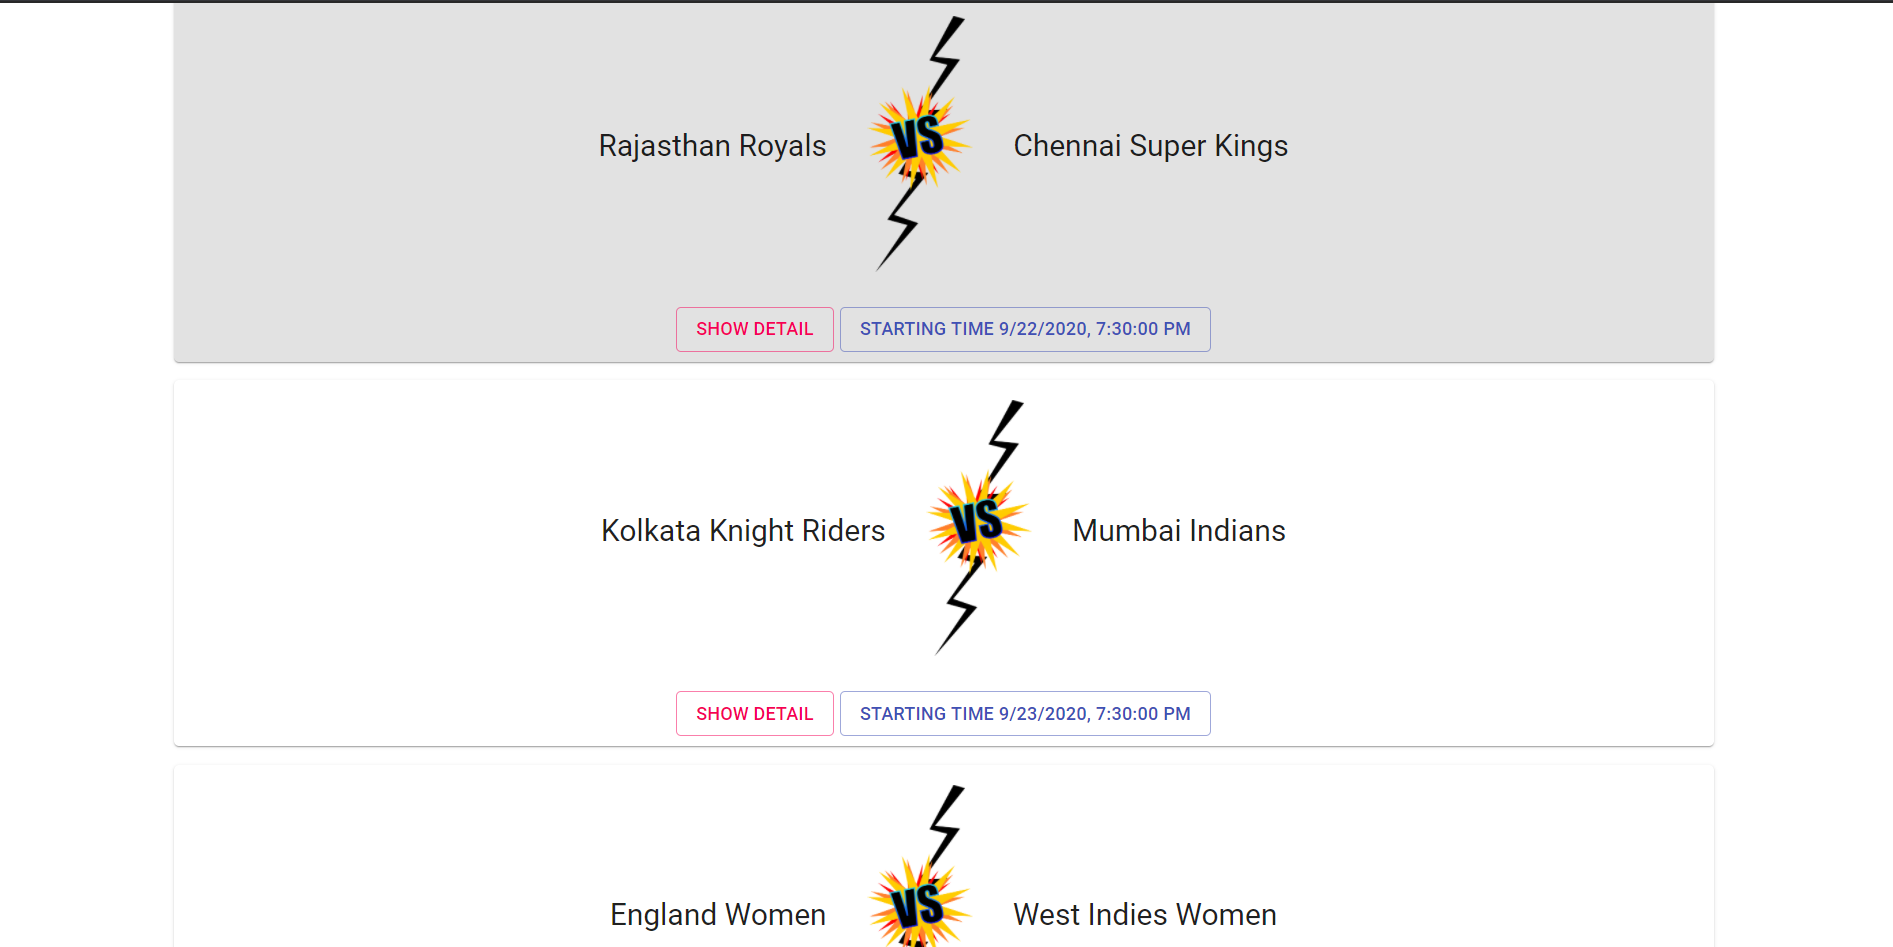 Rajasthan Royals VS Chennai Super Kings
SHOW DETAIL STARTING TIME 9/22/2020, 7:30:00 PM
Kolkata Knight Riders VS Mumbai Indians
SHOW DETAIL STARTING TIME 9/23/2020, 7:30:00 PM
England Women VS West Indies Women